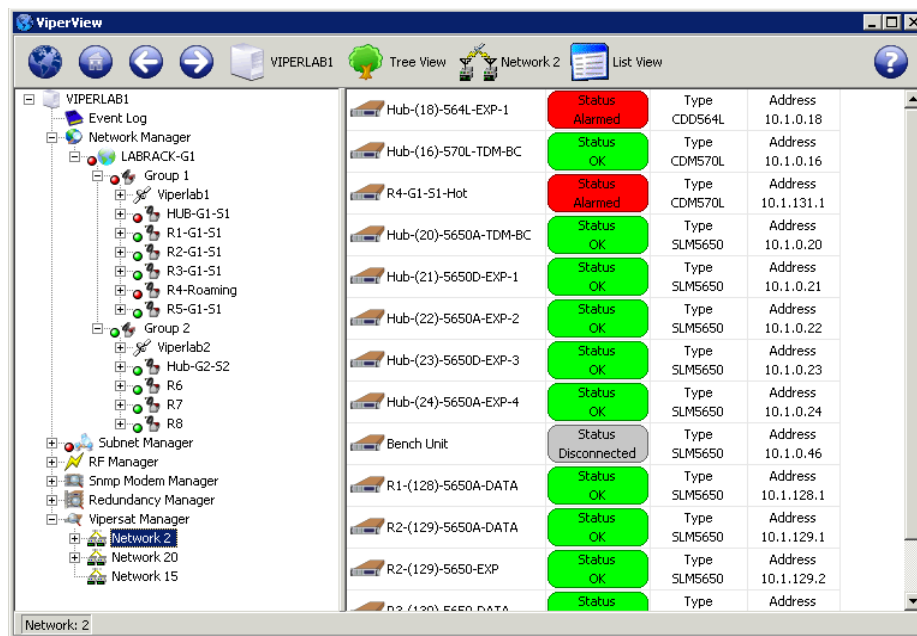 ViperView
VIPERLAB1
Tree View
Network 2
List View
VIPERLAB1
Event Log
Network Manager
LABRACK-G1
Group 1
Viperlab1
HUB-G1-S1
R1-G1-S1
R2-G1-S1
R3-G1-S1
R4-Roaming
R5-G1-S1
Group 2
Viperlab2
Hub-G2-S2
R6
R7
R8
Subnet Manager
RF Manager
Snmp Modem Manager
Redundancy Manager
Vipersat Manager
Network 2
Network 20
Network 15
Hub-(18)-564L-EXP-1 Status Type Address
Alarmed CDD564L 10.1.0.18
Hub-(16)-570L-TDM-BC Status Type Address
OK CDM570L 10.1.0.16
R4-G1-S1-Hot Status Type Address
Alarmed CDM570L 10.1.131.1
Hub-(20)-5650A-TDM-BC Status Type Address
OK SLM5650 10.1.0.20
Hub-(21)-5650D-EXP-1 Status Type Address
OK SLM5650 10.1.0.21
Hub-(22)-5650A-EXP-2 Status Type Address
OK SLM5650 10.1.0.22
Hub-(23)-5650D-EXP-3 Status Type Address
OK SLM5650 10.1.0.23
Hub-(24)-5650A-EXP-4 Status Type Address
OK SLM5650 10.1.0.24
Bench Unit Status Type Address
Disconnected SLM5650 10.1.0.46
R1-(128)-5650A-DATA Status Type Address
OK SLM5650 10.1.128.1
R2-(129)-5650A-DATA Status Type Address
OK SLM5650 10.1.129.1
R2-(129)-5650-EXP Status Type Address
OK SLM5650 10.1.129.2
Status Type Address
Network: 2